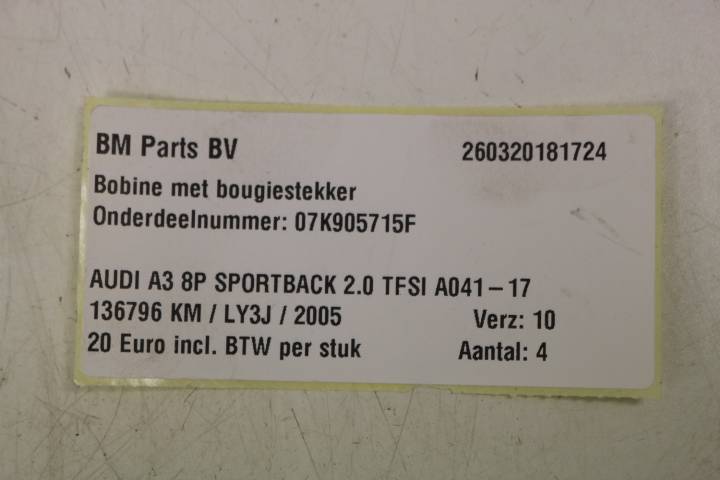 BM Parts BV 260320181724
Bobine met bougiestekker
Onderdeelnummer: 07K905715F
AUDI A3 8P SPORTBACK 2.0 TFSI A041-17
136796 KM / LY3J / 2005 Verz: 10
20 Euro incl. BTW per stuk Aantal: 4